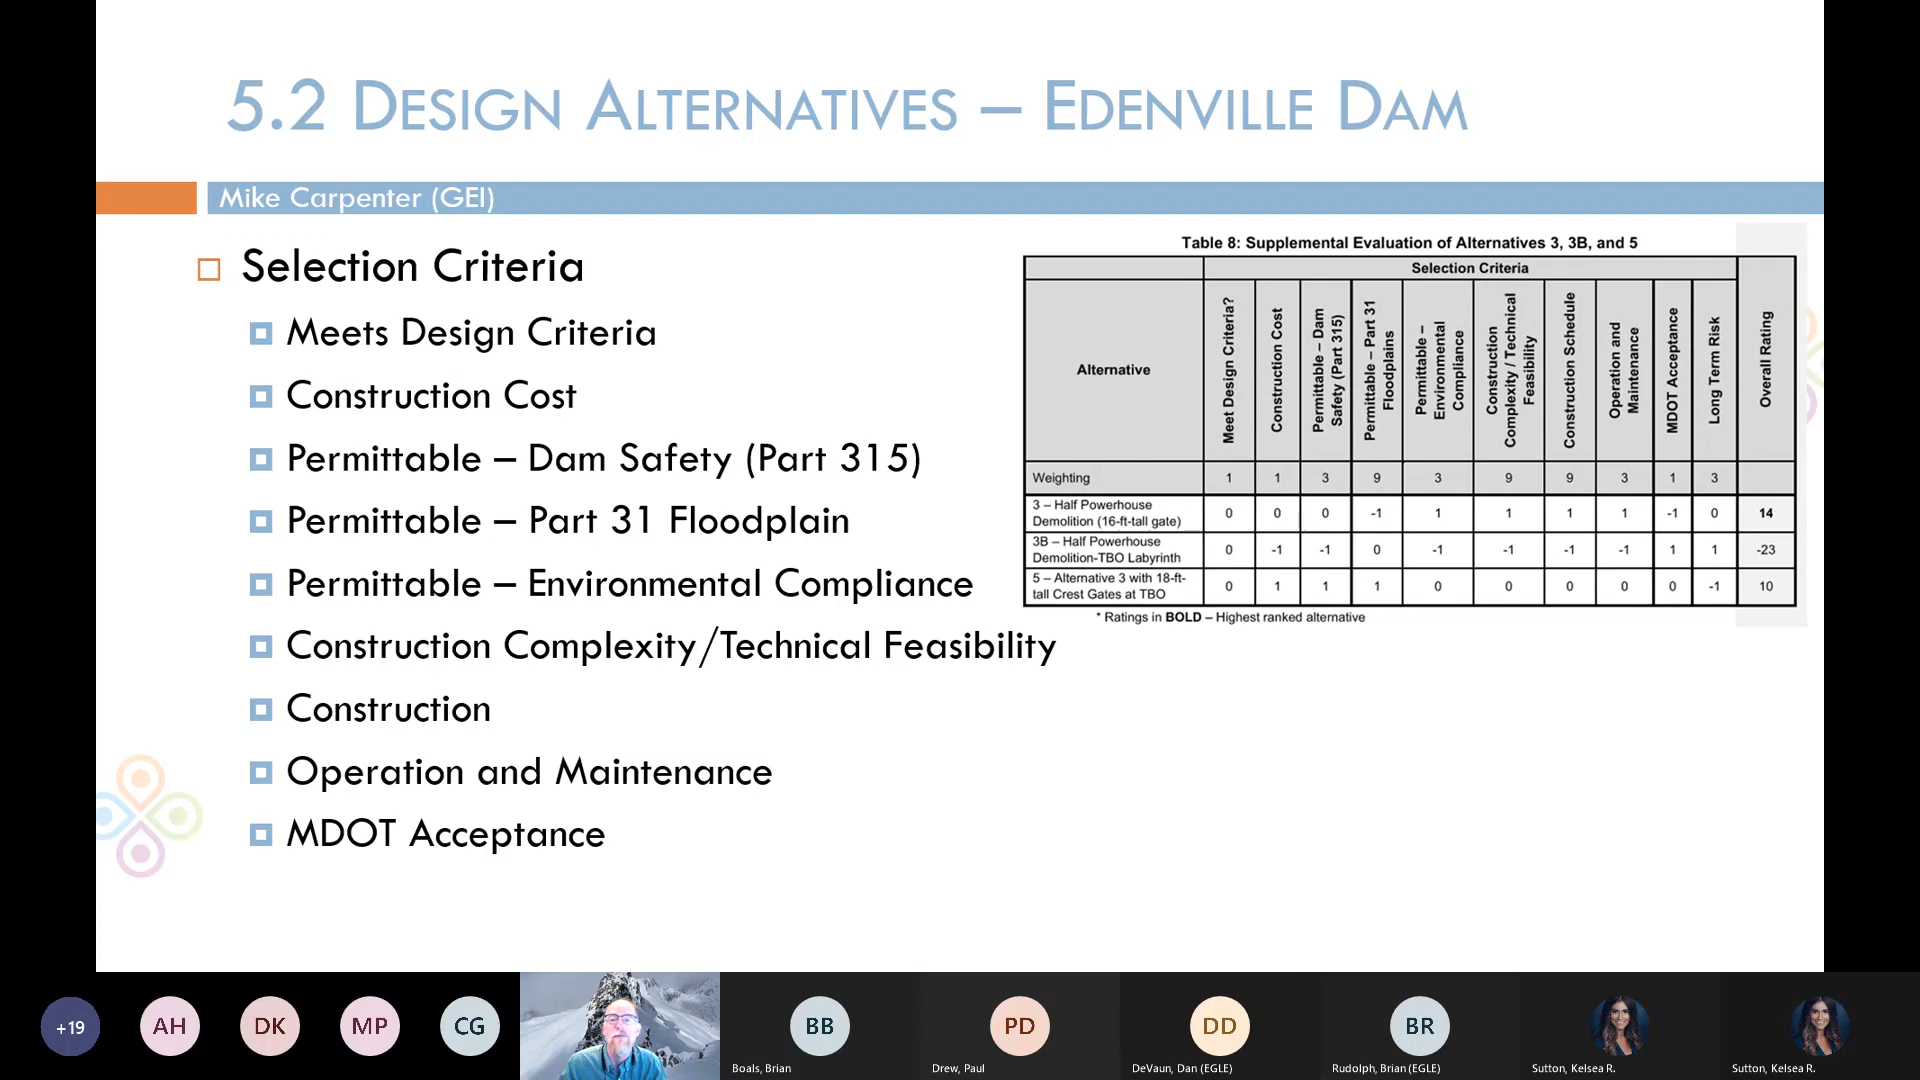 5.2 DESIGN ALTERNATIVES – EDENVILLE DAM
Mike Carpenter (GEI)
Selection Criteria
Meets Design Criteria
Construction Cost
Permittable – Dam Safety (Part 315)
Permittable – Part 31 Floodplain
Permittable – Environmental Compliance
Construction Complexity/Technical Feasibility
Construction
Operation and Maintenance
MDOT Acceptance
Table 8: Supplemental Evaluation of Alternatives 3, 3B, and 5
Selection Criteria
Alternative
Meet Design Criteria?
Construction Cost
Permittable – Dam
Safety (Part 315)
Permittable – Part 31
Floodplains
Permittable –
Environmental
Compliance
Construction
Complexity / Technical
Feasibility
Construction Schedule
Operation and
Maintenance
MDOT Acceptance
Long Term Risk
Overall Rating
Weighting 1 1 3 9 3 9 9 3 1 3
3 – Half Powerhouse
Demolition (16-ft-tall gate) 0 0 0 -1 1 1 1 1 -1 0 14
3B – Half Powerhouse
Demolition-TBO Labyrinth 0 -1 -1 0 -1 -1 -1 -1 1 1 -23
5 – Alternative 3 with 18-ft-
tall Crest Gates at TBO 0 1 1 1 0 0 0 0 0 -1 10
* Ratings in BOLD – Highest ranked alternative
+19 AH DK MP CG BB PD DD BR
Boals, Brian Drew, Paul DeVaun, Dan (EGLE) Rudolph, Brian (EGLE) Sutton, Kelsea R. Sutton, Kelsea R.